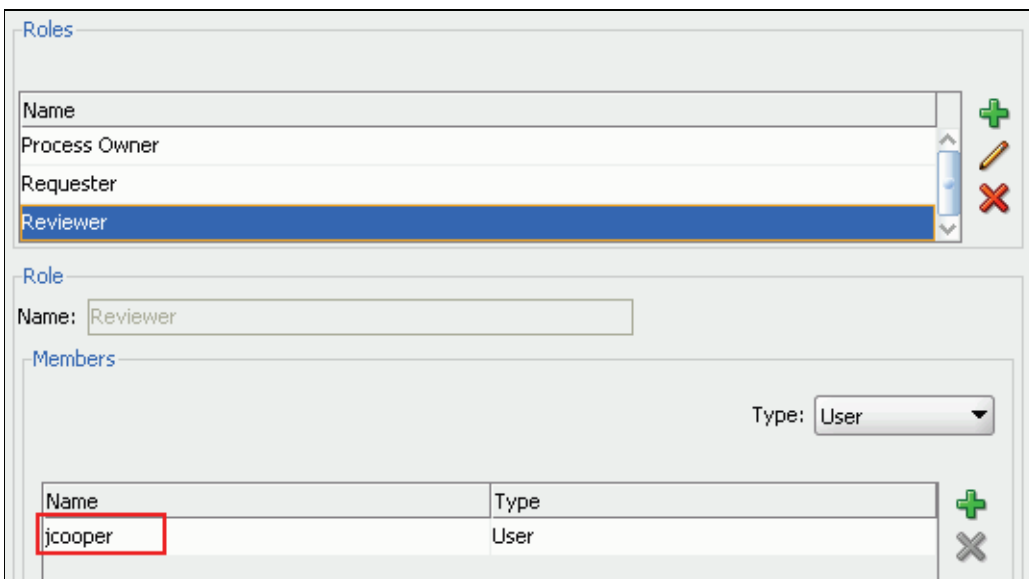 Roles
Name
Process Owner
Requester
Reviewer
Role
Name: Reviewer
Members
Type: User
Name Type
jcooper User